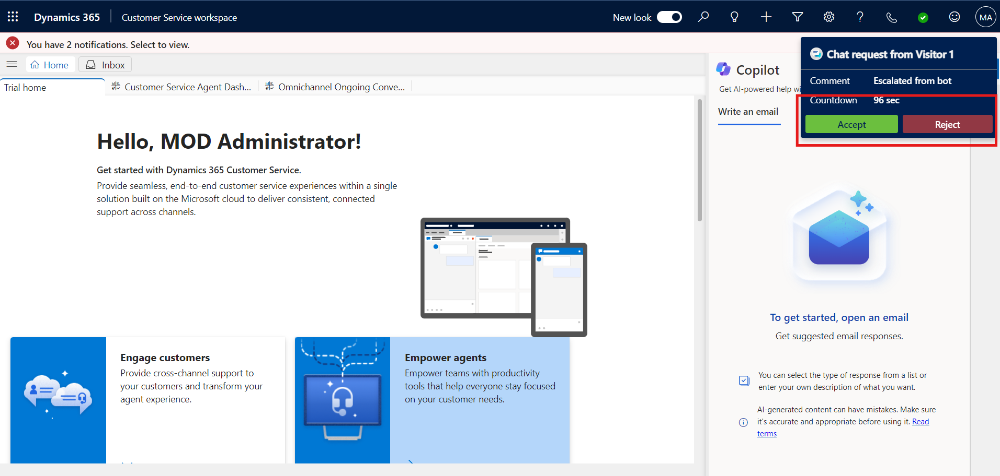 Dynamics 365
Customer Service workspace
New look
MA
You have 2 notifications. Select to view.
Home
Inbox
Trial home
Customer Service Agent Dash...
Omnichannel Ongoing Conve...
Copilot
Get AI-powered help wi
Write an email
Chat request from Visitor 1
Comment Escalated from bot
Countdown 96 sec
Accept
Reject
Hello, MOD Administrator!
Get started with Dynamics 365 Customer Service.
Provide seamless, end-to-end customer service experiences within a single
solution built on the Microsoft cloud to deliver consistent, connected
support across channels.
Engage customers
Provide cross-channel support to
your customers and transform your
agent experience.
Empower agents
Empower teams with productivity
tools that help everyone stay focused
on your customer needs.
To get started, open an email
Get suggested email responses.
You can select the type of response from a list or
enter your own description of what you want.
AI-generated content can have mistakes. Make sure
it's accurate and appropriate before using it. Read
terms